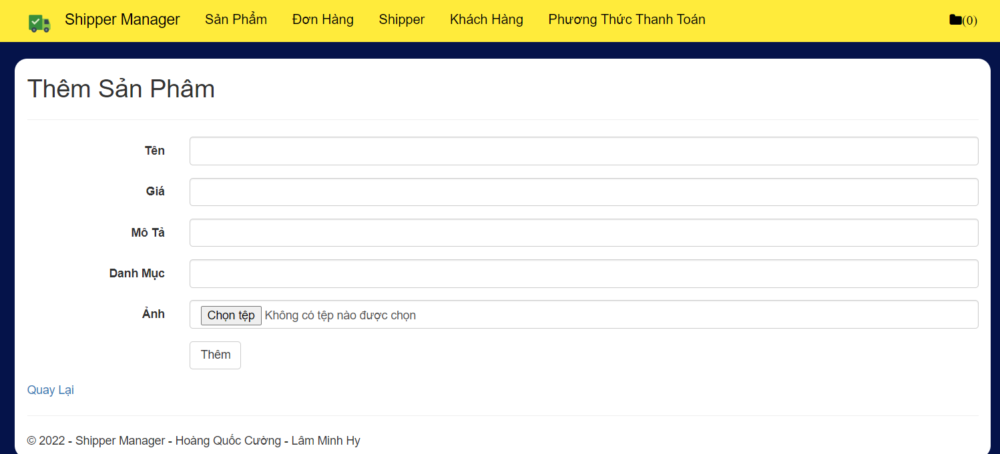 Shipper Manager Sản Phẩm Đơn Hàng Shipper Khách Hàng Phương Thức Thanh Toán (0)
Thêm Sản Phâm
Tên
Giá
Mô Tả
Danh Mục
Ảnh Chọn tệp Không có tệp nào được chọn
Thêm
Quay Lại
© 2022 - Shipper Manager - Hoàng Quốc Cường - Lâm Minh Hy